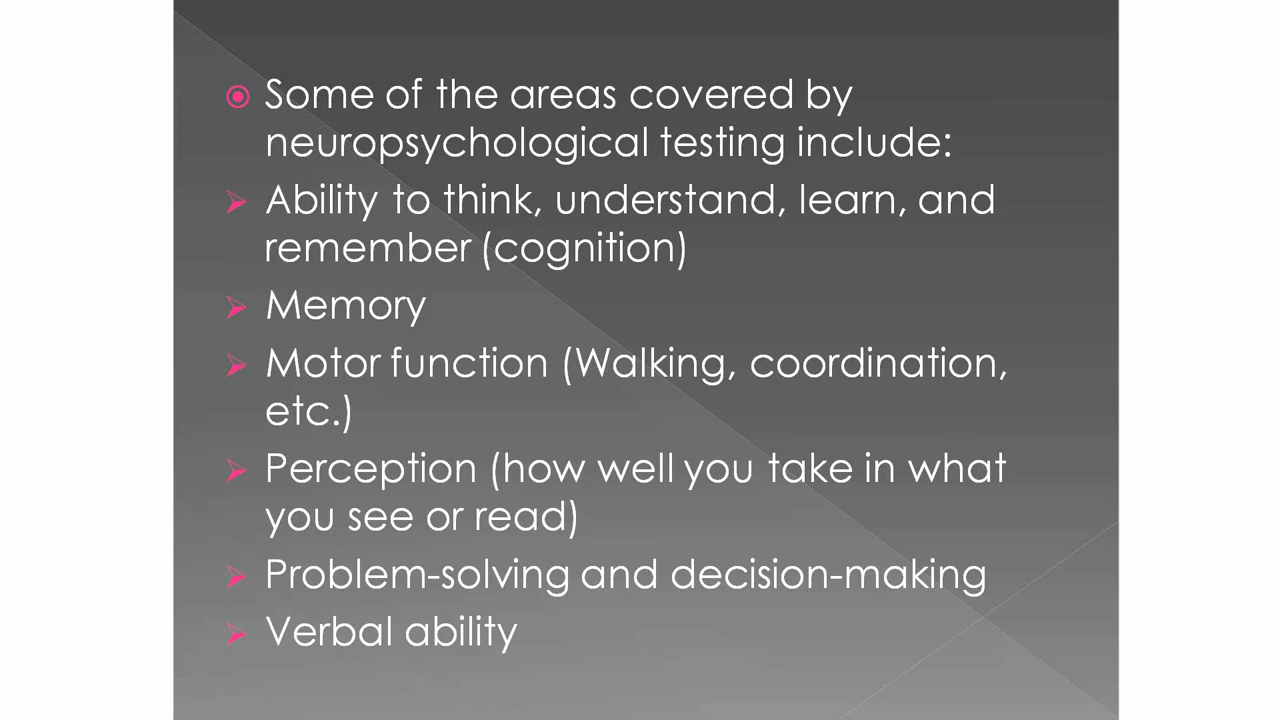 Some of the areas covered by
neuropsychological testing include:
Ability to think, understand, learn, and
remember (cognition)
Memory
Motor function (Walking, coordination,
etc.)
Perception (how well you take in what
you see or read)
Problem-solving and decision-making
Verbal ability